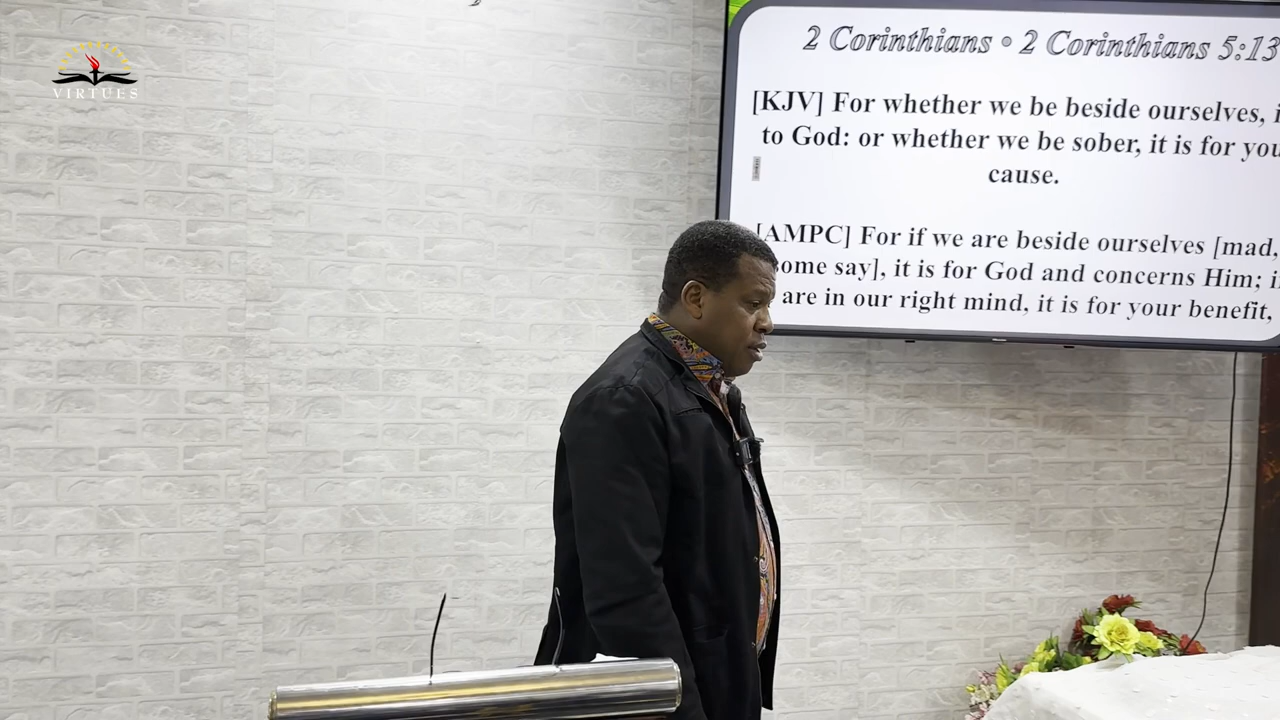 VIRTUES
2 Corinthians • 2 Corinthians 5:13
[KJV] For whether we be beside ourselves,
to God: or whether we be sober, it is for you
cause.
[AMPC] For if we are beside ourselves [mad,
some say], it is for God and concerns Him;
are in our right mind, it is for your benefit,